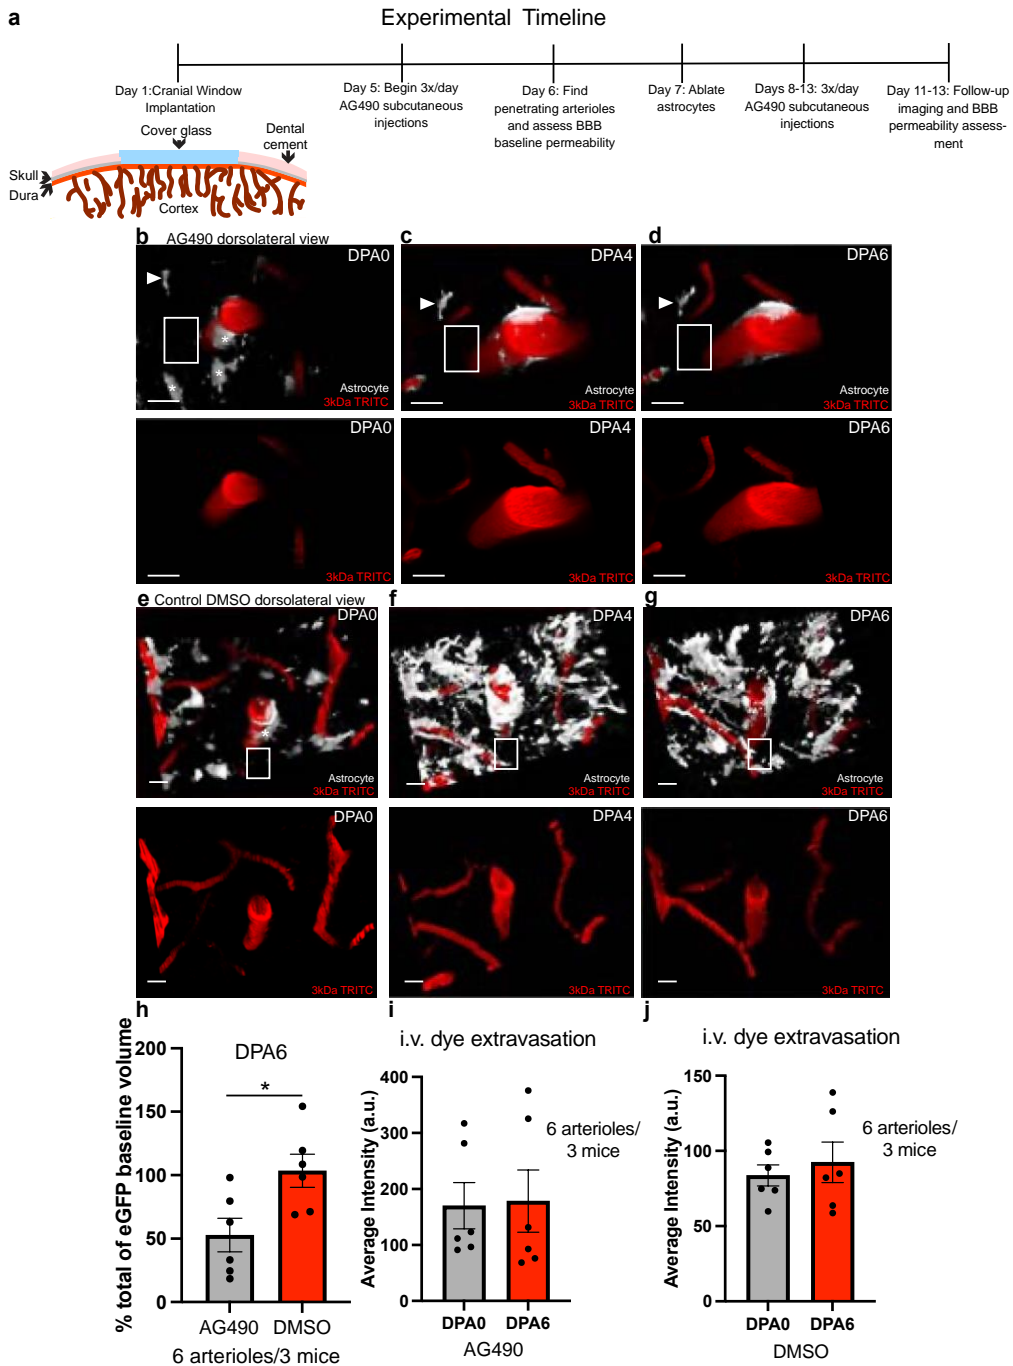 a
Experimental Timeline
Day 1:Cranial Window
Implantation
Day 5: Begin 3x/day
AG490 subcutaneous
injections
Day 6: Find
penetrating arterioles
and assess BBB
baseline permeability
Day 7: Ablate
astrocytes
Days 8-13: 3x/day
AG490 subcutaneous
injections
Day 11-13: Follow-up
imaging and BBB
permeability assess-
ment
Cover glass
Dental
cement
Skull
Dura
Cortex
b AG490 dorsolateral view
DPA0
*
*
*
Astrocyte
3kDa TRITC
c
DPA4
Astrocyte
3kDa TRITC
d
DPA6
Astrocyte
3kDa TRITC
DPA0
3kDa TRITC
DPA4
3kDa TRITC
DPA6
3kDa TRITC
e Control DMSO dorsolateral view
DPA0
*
Astrocyte
3kDa TRITC
f
DPA4
Astrocyte
3kDa TRITC
g
DPA6
Astrocyte
3kDa TRITC
DPA0
3kDa TRITC
DPA4
3kDa TRITC
DPA6
3kDa TRITC
h
DPA6
% total of eGFP baseline volume
200
150
100
50
0
*
AG490 DMSO
6 arterioles/3 mice
i
i.v. dye extravasation
Average Intensity (a.u.)
400
300
200
100
0
6 arterioles/
3 mice
DPA0 DPA6
AG490
j
i.v. dye extravasation
Average Intensity (a.u.)
150
100
50
0
6 arterioles/
3 mice
DPA0 DPA6
DMSO